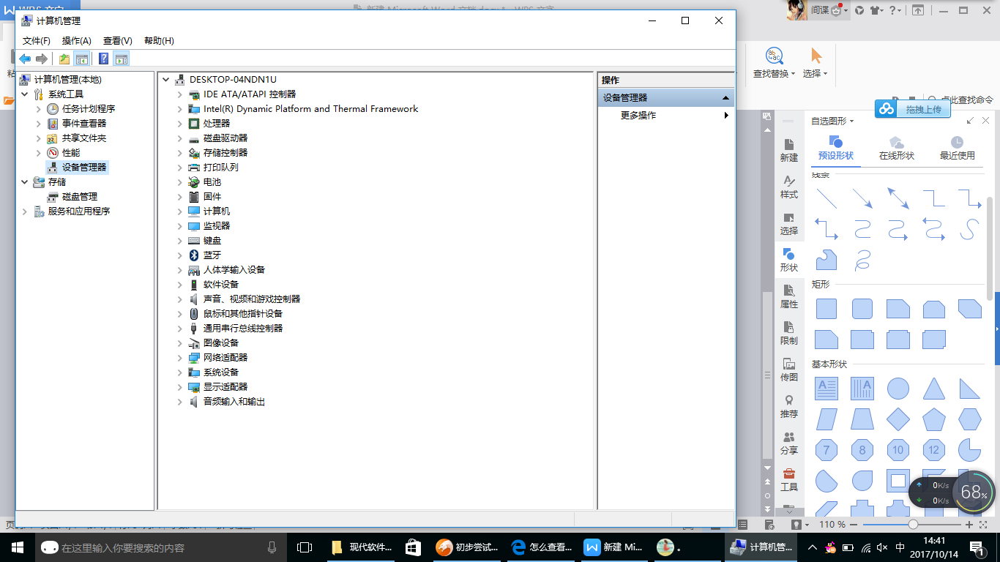 计算机管理
文件(F) 操作(A) 查看(V) 帮助(H)
计算机管理(本地)
系统工具
任务计划程序
事件查看器
共享文件夹
性能
设备管理器
存储
磁盘管理
服务和应用程序
DESKTOP-04NDN1U
IDE ATA/ATAPI 控制器
Intel(R) Dynamic Platform and Thermal Framework
处理器
磁盘驱动器
存储控制器
打印队列
电池
固件
计算机
监视器
键盘
蓝牙
人体学输入设备
软件设备
声音、视频和游戏控制器
鼠标和其他指针设备
通用串行总线控制器
图像设备
网络适配器
系统设备
显示适配器
音频输入和输出
操作
设备管理器
更多操作
间谍
查找替换 选择
点此查找命令
拖拽上传
自选图形
预设形状 在线形状 最近使用
线条
矩形
基本形状
A A
7 8 10 12
新建
样式
选择
形状
属性
限制
传图
推荐
分享
工具
0K/s
0K/s
68%
110 %
在这里输入你要搜索的内容
现代软件...
初步尝试...
怎么查看...
新建 Mi...
。
计算机管...
中
14:41
2017/10/14
1